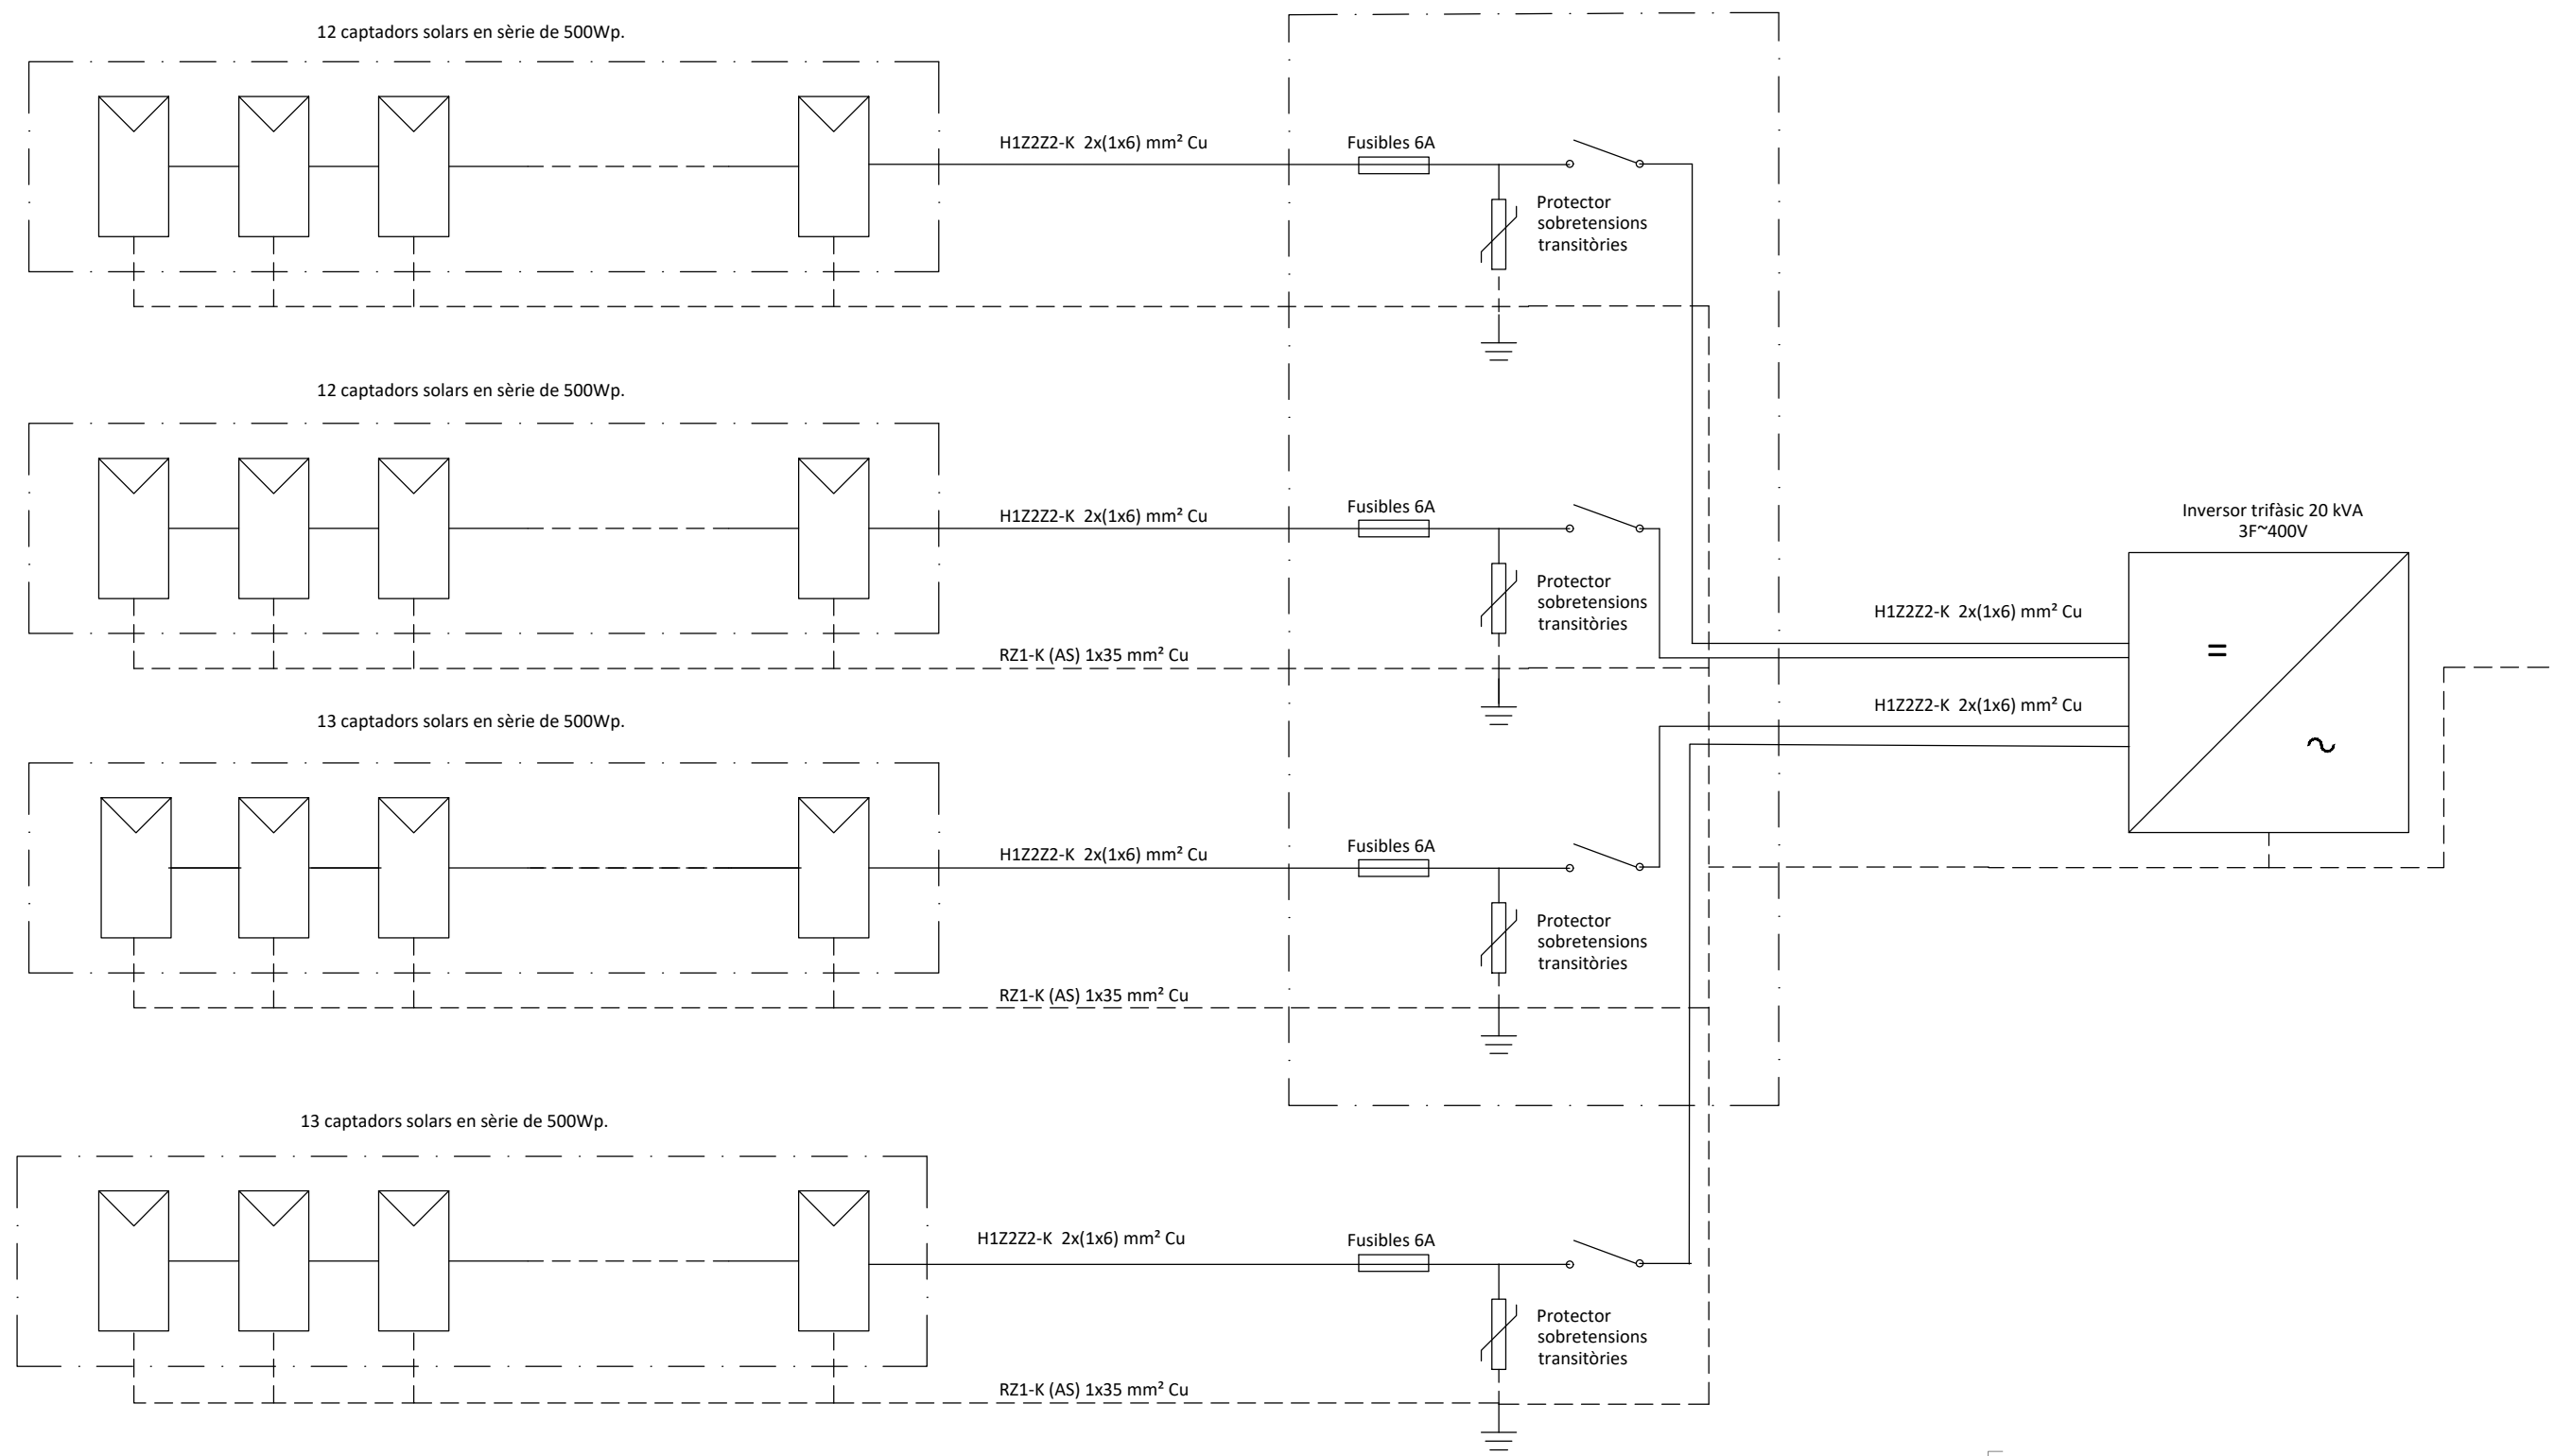 12 captadors solars en sèrie de 500Wp.
H1Z2Z2-K 2x(1x6) mm² Cu
Fusibles 6A
Protector
sobretensions
transitòries
12 captadors solars en sèrie de 500Wp.
H1Z2Z2-K 2x(1x6) mm² Cu
Fusibles 6A
Protector
sobretensions
transitòries
RZ1-K (AS) 1x35 mm² Cu
Inversor trifàsic 20 kVA
3F~400V
H1Z2Z2-K 2x(1x6) mm² Cu
=
H1Z2Z2-K 2x(1x6) mm² Cu
~
13 captadors solars en sèrie de 500Wp.
H1Z2Z2-K 2x(1x6) mm² Cu
Fusibles 6A
Protector
sobretensions
transitòries
RZ1-K (AS) 1x35 mm² Cu
13 captadors solars en sèrie de 500Wp.
H1Z2Z2-K 2x(1x6) mm² Cu
Fusibles 6A
Protector
sobretensions
transitòries
RZ1-K (AS) 1x35 mm² Cu